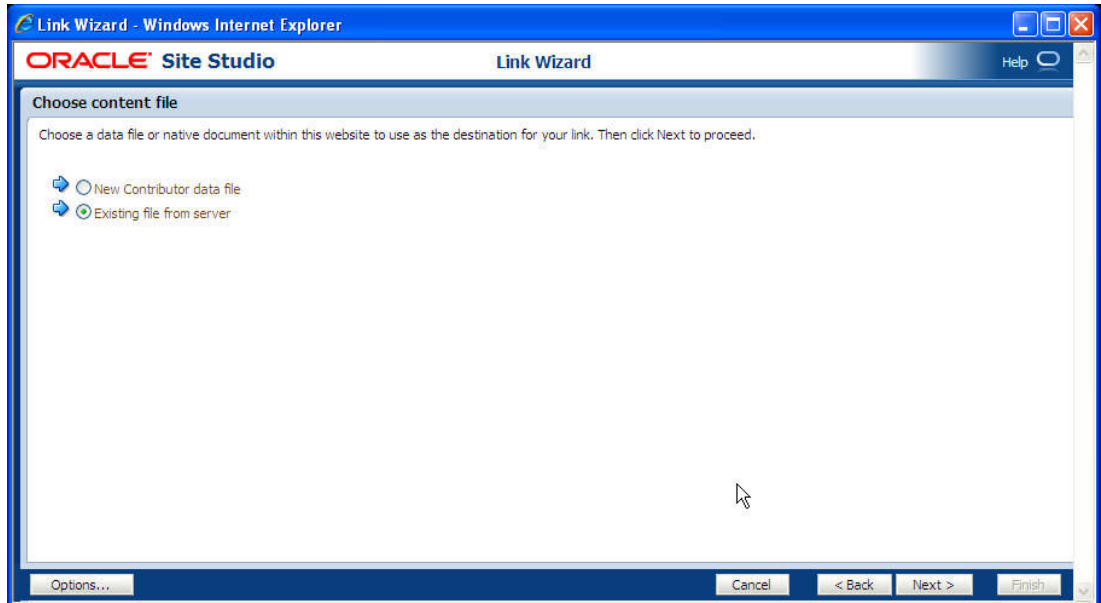 Link Wizard - Windows Internet Explorer
ORACLE Site Studio Link Wizard Help
Choose content file
Choose a data file or native document within this website to use as the destination for your link. Then click Next to proceed.
New Contributor data file
Existing file from server
Options... Cancel < Back Next > Finish